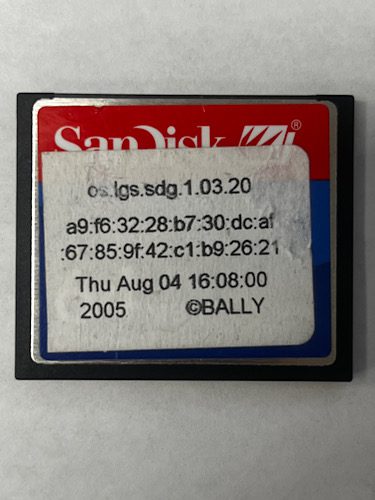 SanDisk ®
os.lgs.sdg.1.03.20
a9:f6:32:28:b7:30:dc:af
:67:85:9f:42:c1:b9:26:21
Thu Aug 04 16:08:00
2005 ©BALLY